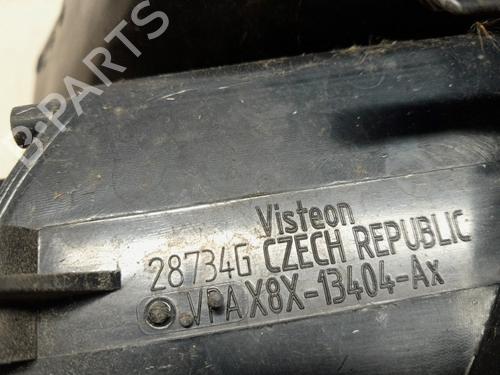 B-PARTS
Visteon
28734G CZECH REPUBLIC
VPAX8X-13404-Ax